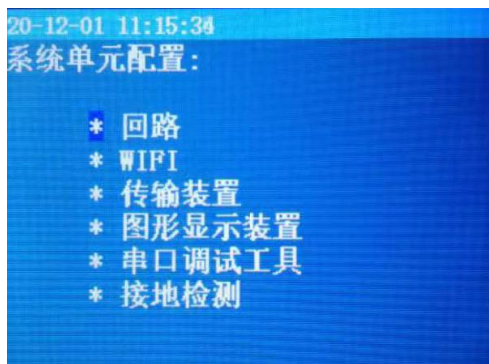 20-12-01 11:15:34
系统单元配置:
* 回路
* WIFI
* 传输装置
* 图形显示装置
* 串口调试工具
* 接地检测